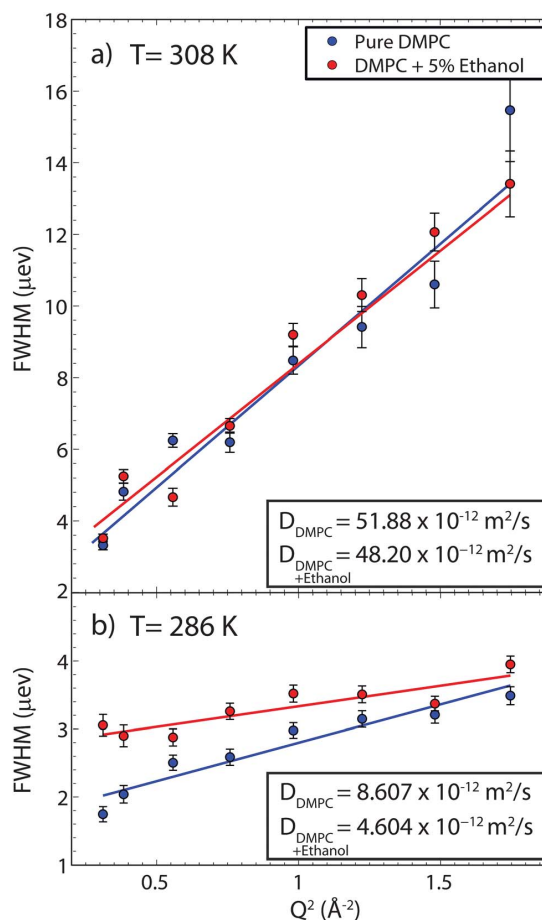 a) T= 308 K
Pure DMPC
DMPC + 5% Ethanol
18
16
14
12
10
8
6
4
2
FWHM (μev)
D_DMPC = 51.88 x 10⁻¹² m²/s
D_DMPC+Ethanol = 48.20 x 10⁻¹² m²/s
b) T= 286 K
4
3
2
1
FWHM (μev)
D_DMPC = 8.607 x 10⁻¹² m²/s
D_DMPC+Ethanol = 4.604 x 10⁻¹² m²/s
0.5 1 1.5
Q² (Å⁻²)